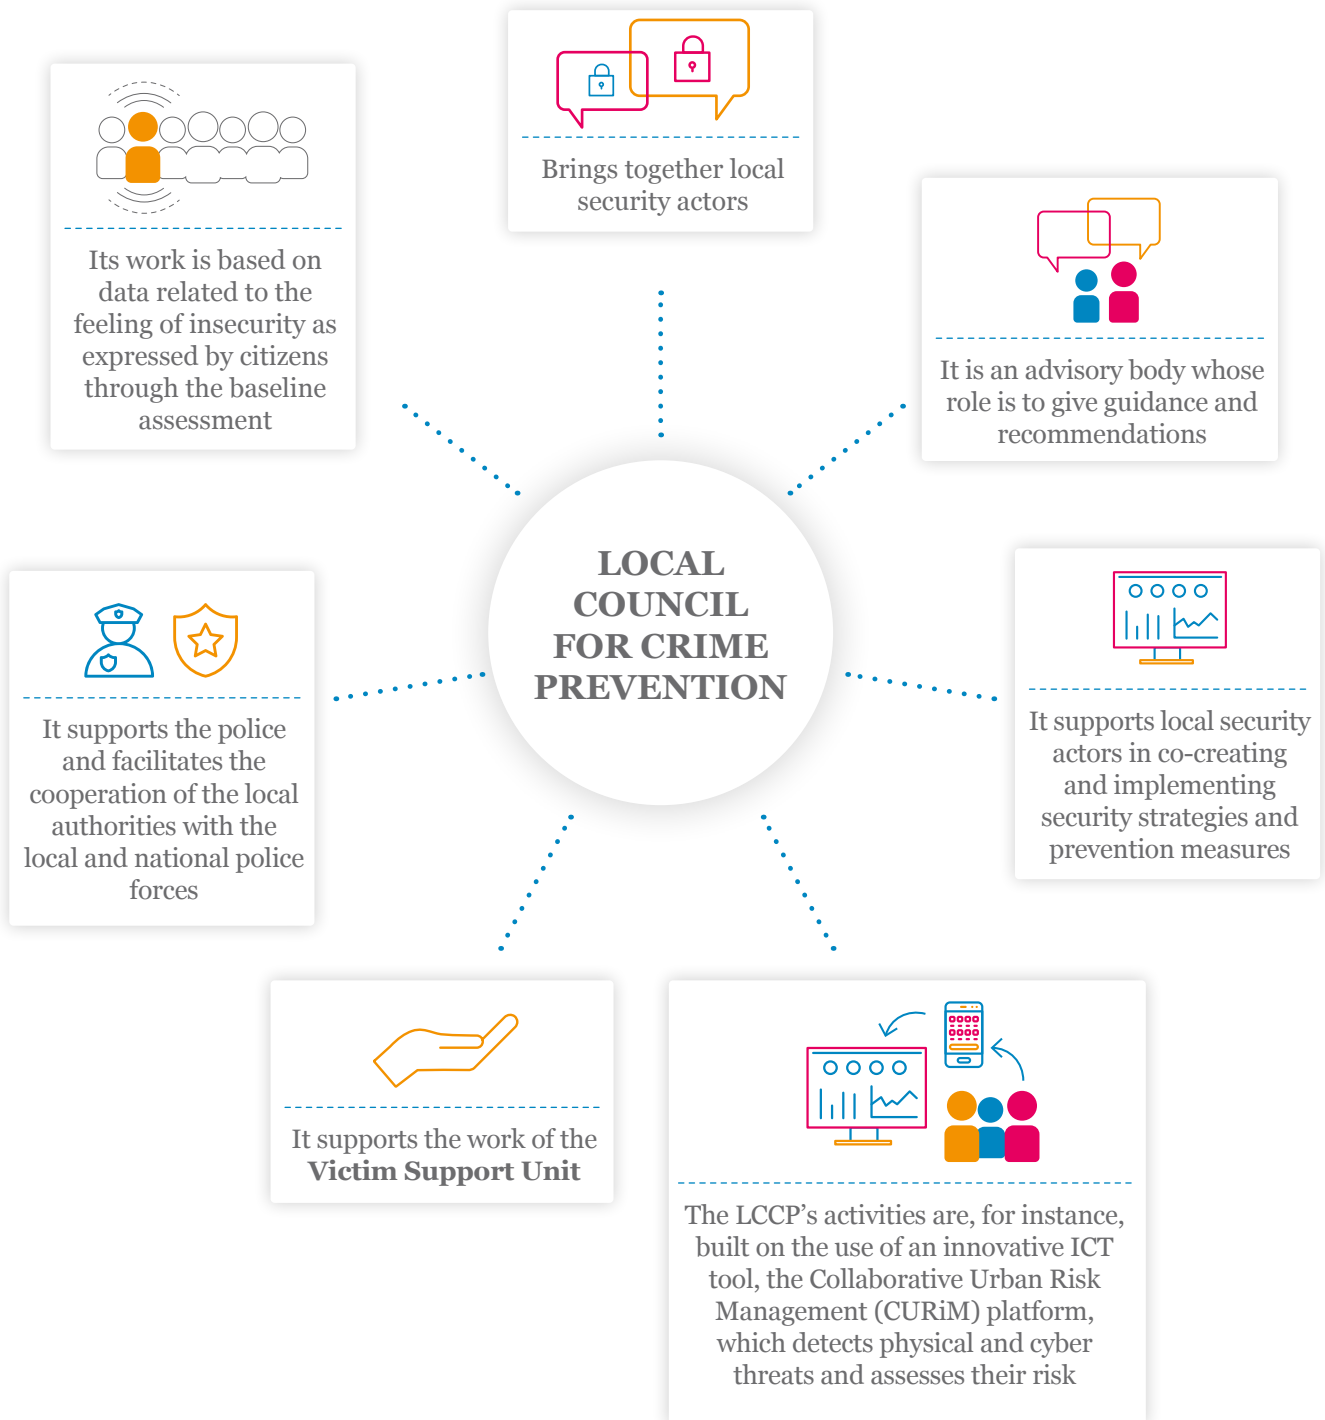 Brings together local
security actors
Its work is based on
data related to the
feeling of insecurity as
expressed by citizens
through the baseline
assessment
It is an advisory body whose
role is to give guidance and
recommendations
LOCAL
COUNCIL
FOR CRIME
PREVENTION
It supports the police
and facilitates the
cooperation of the local
authorities with the
local and national police
forces
It supports local security
actors in co-creating
and implementing
security strategies and
prevention measures
It supports the work of the
Victim Support Unit
The LCCP’s activities are, for instance,
built on the use of an innovative ICT
tool, the Collaborative Urban Risk
Management (CURiM) platform,
which detects physical and cyber
threats and assesses their risk